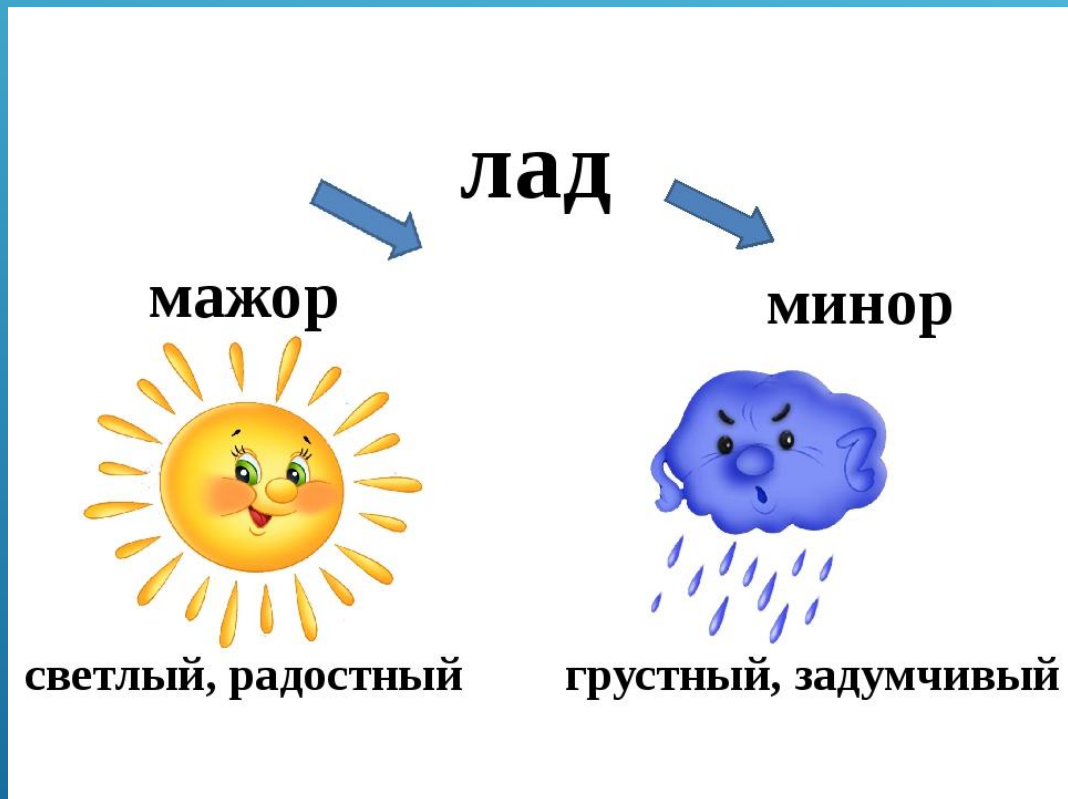 лад
мажор
минор
светлый, радостный
грустный, задумчивый